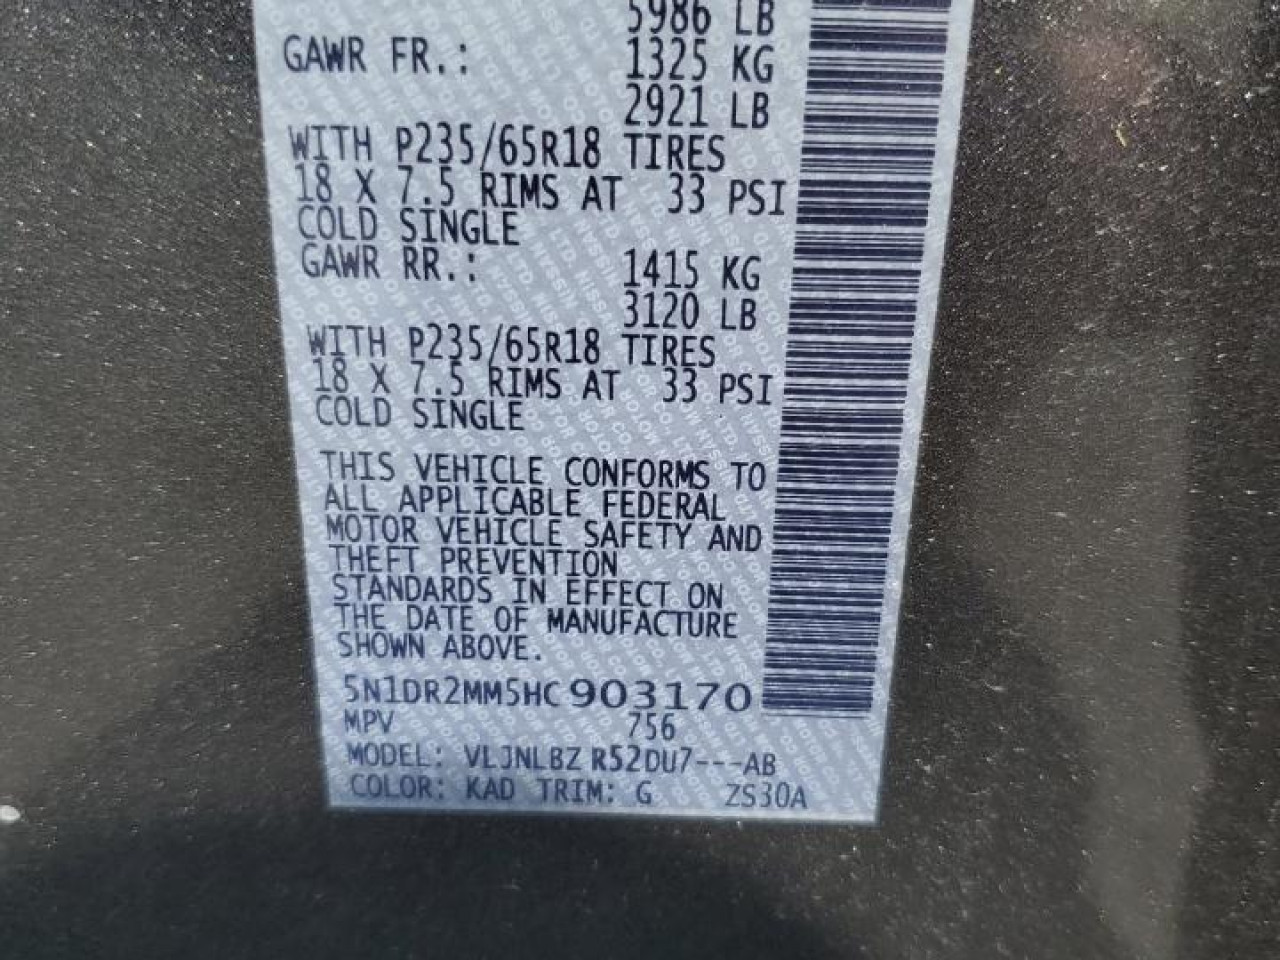 5986 LB
GAWR FR.: 1325 KG
2921 LB
WITH P235/65R18 TIRES
18 X 7.5 RIMS AT 33 PSI
COLD SINGLE
GAWR RR.: 1415 KG
3120 LB
WITH P235/65R18 TIRES
18 X 7.5 RIMS AT 33 PSI
COLD SINGLE
THIS VEHICLE CONFORMS TO
ALL APPLICABLE FEDERAL
MOTOR VEHICLE SAFETY AND
THEFT PREVENTION
STANDARDS IN EFFECT ON
THE DATE OF MANUFACTURE
SHOWN ABOVE.
5N1DR2MM5HC903170
MPV 756
MODEL: VLJNLBZ R52DU7---AB
COLOR: KAD TRIM: G ZS30A